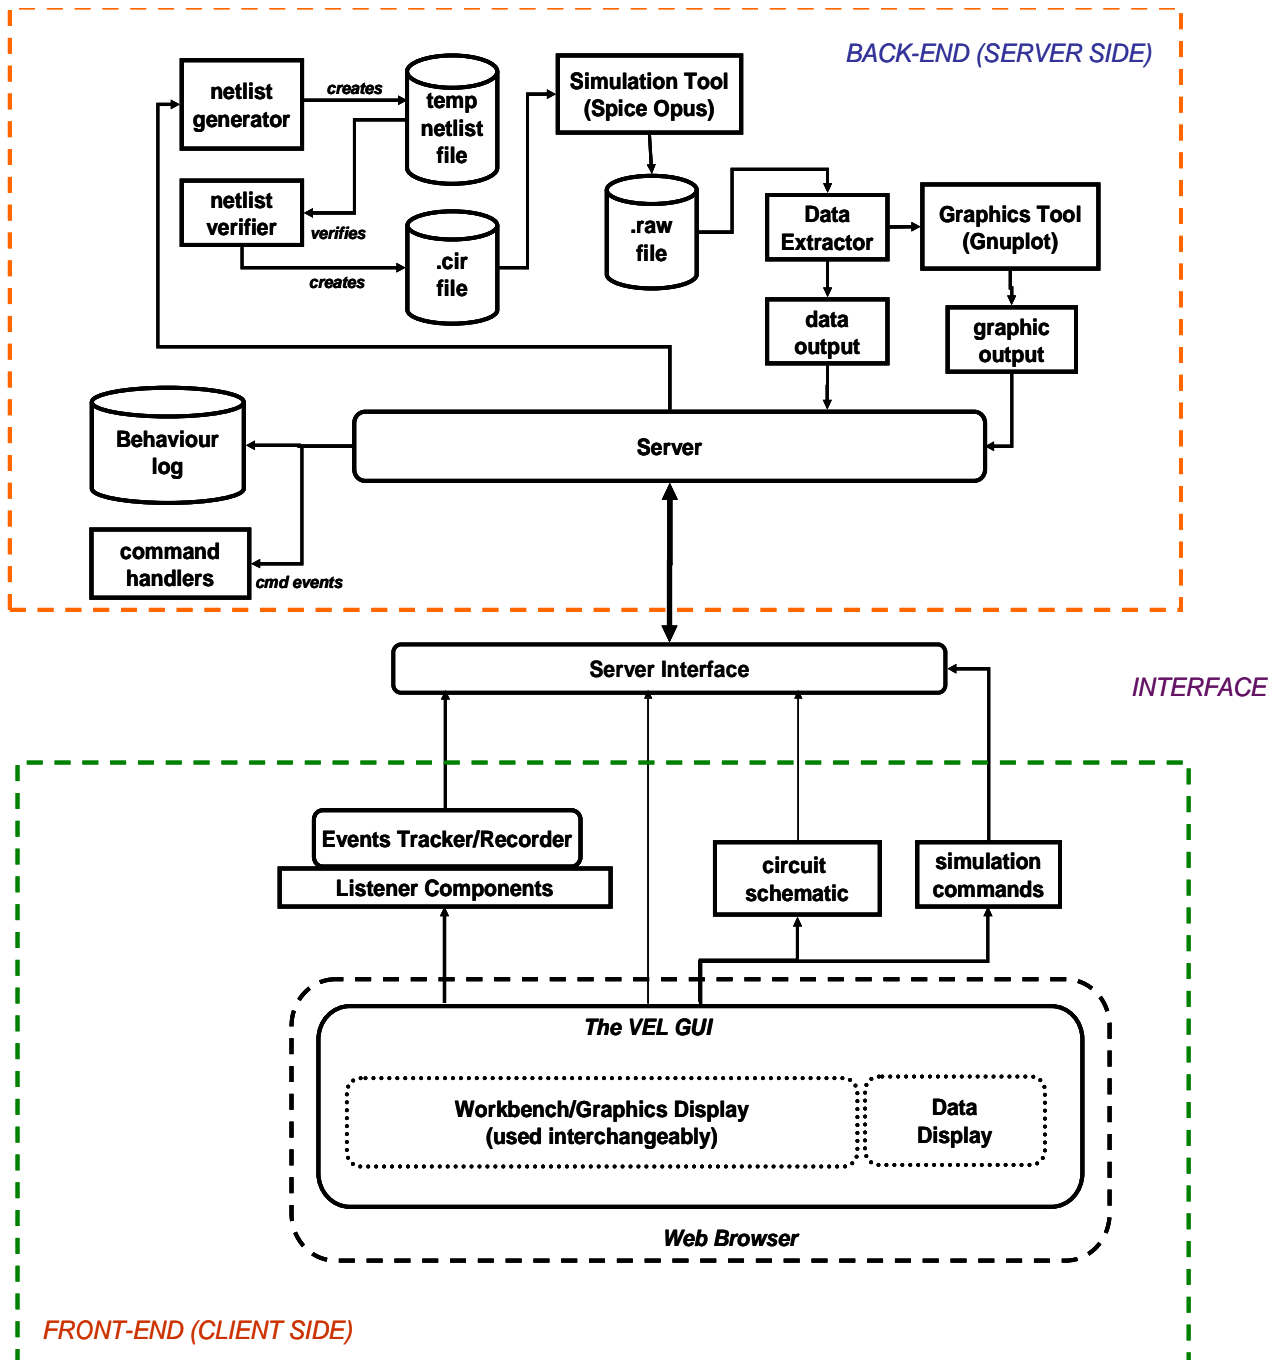 BACK-END (SERVER SIDE)
netlist
generator
creates
temp
netlist
file
Simulation Tool
(Spice Opus)
netlist
verifier
verifies
creates
.cir
file
.raw
file
Data
Extractor
Graphics Tool
(Gnuplot)
data
output
graphic
output
Behaviour
log
Server
command
handlers
cmd events
Server Interface
INTERFACE
Events Tracker/Recorder
Listener Components
circuit
schematic
simulation
commands
The VEL GUI
Workbench/Graphics Display
(used interchangeably)
Data
Display
Web Browser
FRONT-END (CLIENT SIDE)